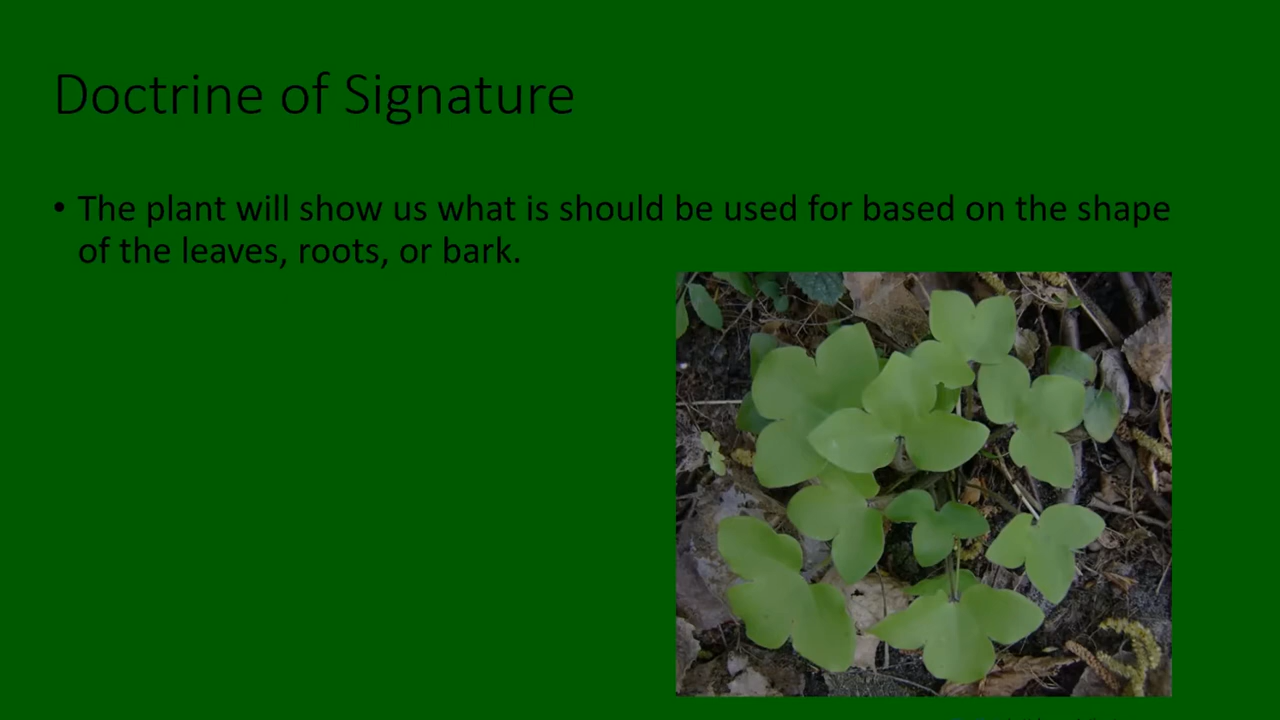 Doctrine of Signature
• The plant will show us what is should be used for based on the shape
of the leaves, roots, or bark.